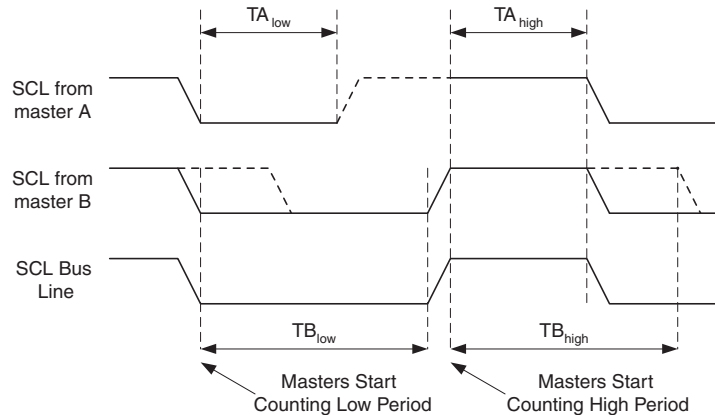 TA low
TA high
SCL from
master A
SCL from
master B
SCL Bus
Line
TB low
TB high
Masters Start
Counting Low Period
Masters Start
Counting High Period